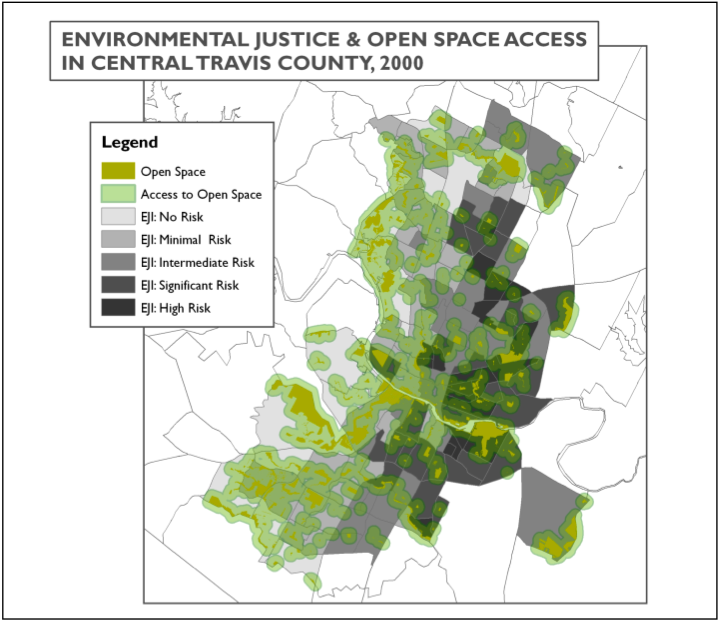 ENVIRONMENTAL JUSTICE & OPEN SPACE ACCESS
IN CENTRAL TRAVIS COUNTY, 2000
Legend
Open Space
Access to Open Space
EJI: No Risk
EJI: Minimal Risk
EJI: Intermediate Risk
EJI: Significant Risk
EJI: High Risk